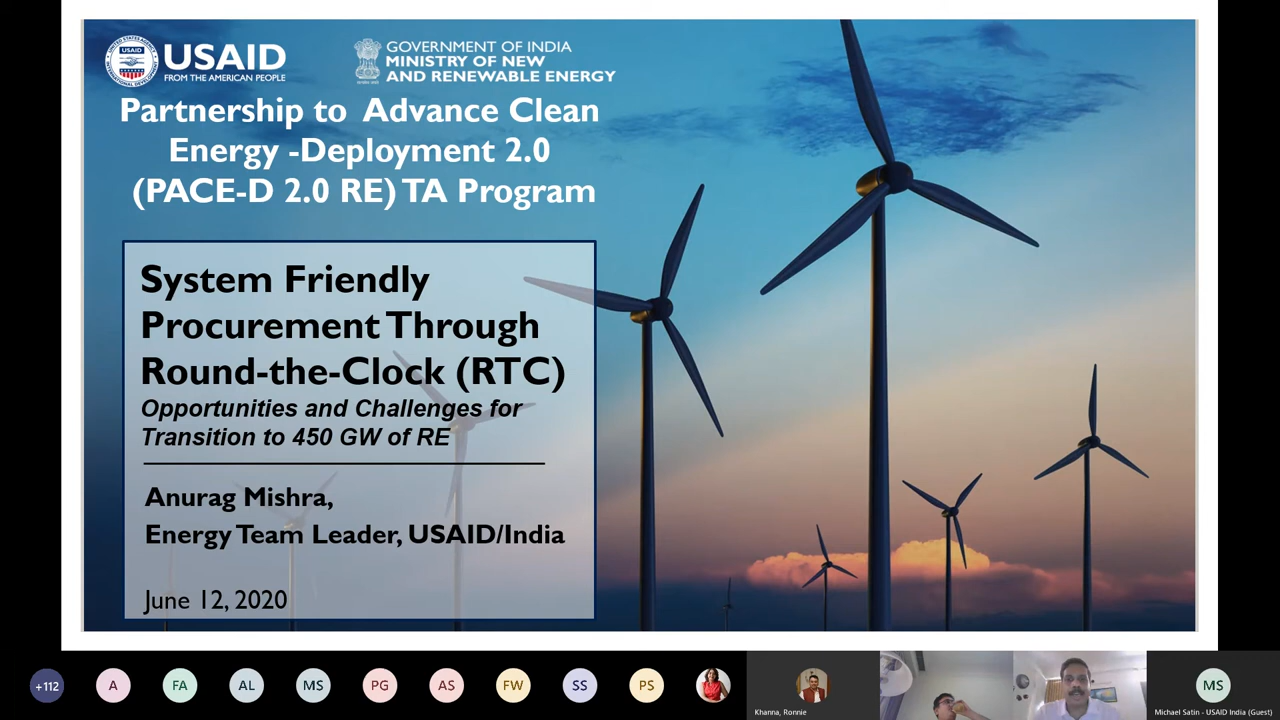 USAID
FROM THE AMERICAN PEOPLE
GOVERNMENT OF INDIA
MINISTRY OF NEW
AND RENEWABLE ENERGY
Partnership to Advance Clean
Energy -Deployment 2.0
(PACE-D 2.0 RE) TA Program
System Friendly
Procurement Through
Round-the-Clock (RTC)
Opportunities and Challenges for
Transition to 450 GW of RE
Anurag Mishra,
Energy Team Leader, USAID/India
June 12, 2020
+112
A
FA
AL
MS
PG
AS
FW
SS
PS
Khanna, Ronnie
MS
Michael Satin - USAID India (Guest)